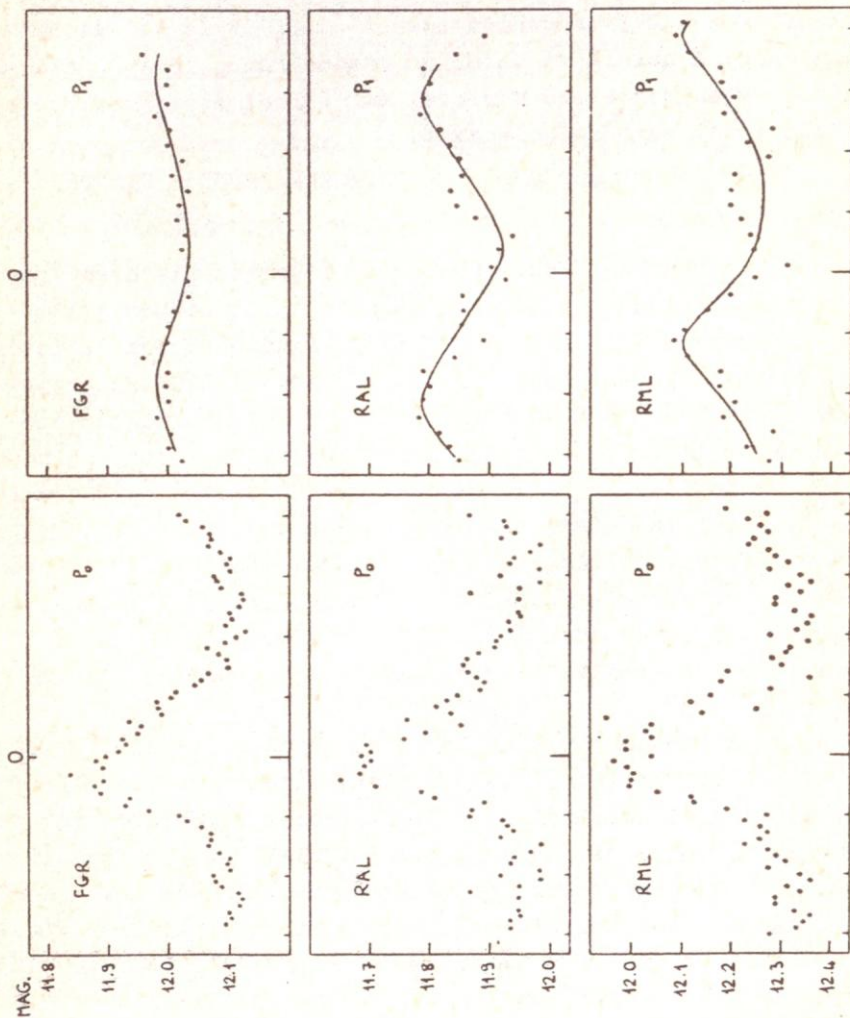 MAG.
11.8
11.9
12.0
12.1
11.7
11.8
11.9
12.0
12.0
12.1
12.2
12.3
12.4
0
FGR
P₀
RAL
P₀
RML
P₀
0
FGR
P₁
RAL
P₁
RML
P₁